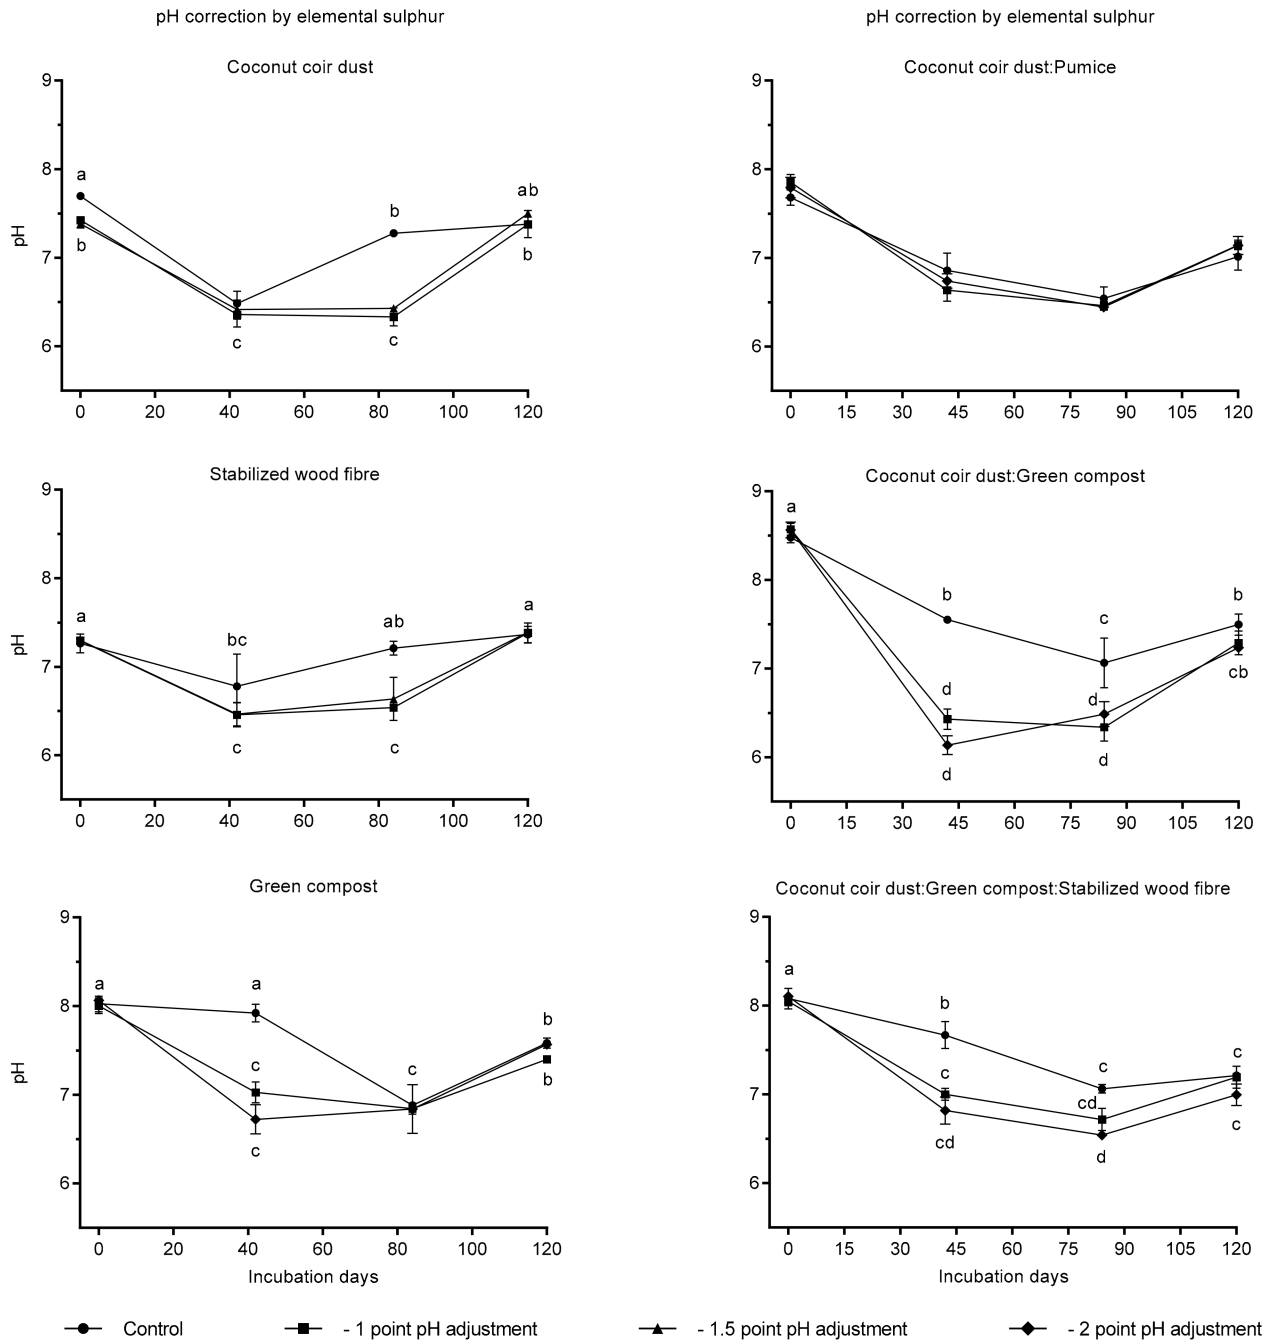 pH correction by elemental sulphur
pH correction by elemental sulphur
Coconut coir dust
9
8
7
6
pH
a
b
c
b
c
ab
b
0 20 40 60 80 100 120
Coconut coir dust:Pumice
9
8
7
6
0 15 30 45 60 75 90 105 120
Stabilized wood fibre
9
8
7
6
pH
a
bc
c
ab
c
a
0 20 40 60 80 100 120
Coconut coir dust:Green compost
9
8
7
6
a
b
d
d
c
d
d
b
cb
0 15 30 45 60 75 90 105 120
Green compost
9
8
7
6
pH
a
a
c
c
c
b
b
0 20 40 60 80 100 120
Incubation days
Coconut coir dust:Green compost:Stabilized wood fibre
9
8
7
6
a
b
c
cd
c
cd
d
c
c
0 15 30 45 60 75 90 105 120
Incubation days
Control - 1 point pH adjustment - 1.5 point pH adjustment - 2 point pH adjustment